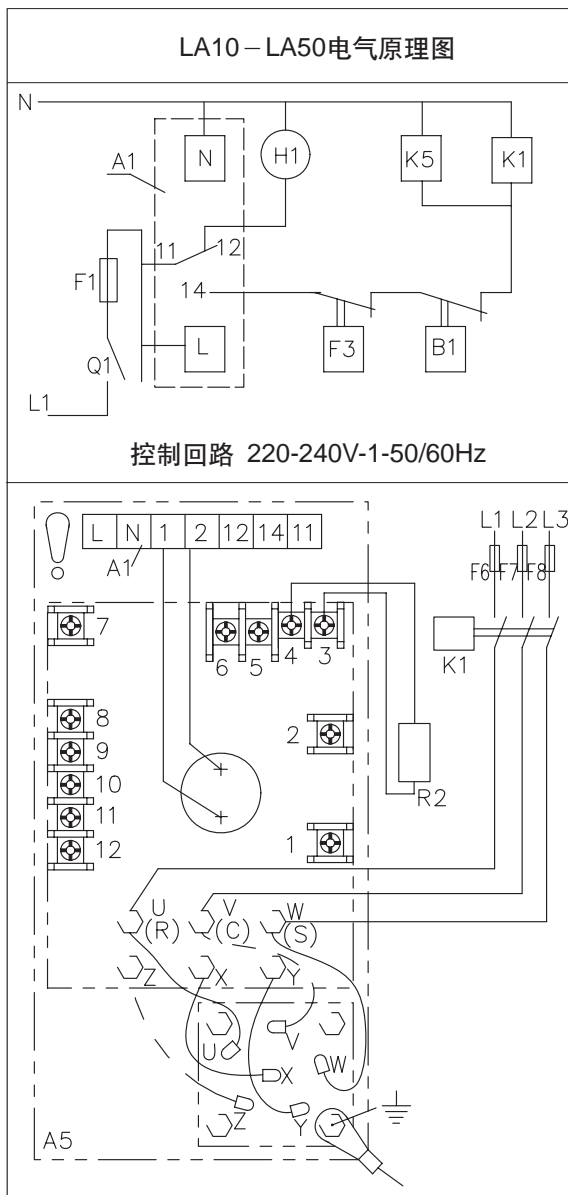 LA10－LA50电气原理图
N
A1
N
H1
K5
K1
11
12
F1
14
L
F3
B1
Q1
L1
控制回路 220-240V-1-50/60Hz
L N 1 2 12 14 11
A1
L1 L2 L3
F6 F7 F8
7
6 5 4 3
K1
8
2
9
10
R2
11
1
12
U V W
(R) (C) (S)
Z X Y
U V W
X
Z Y
A5